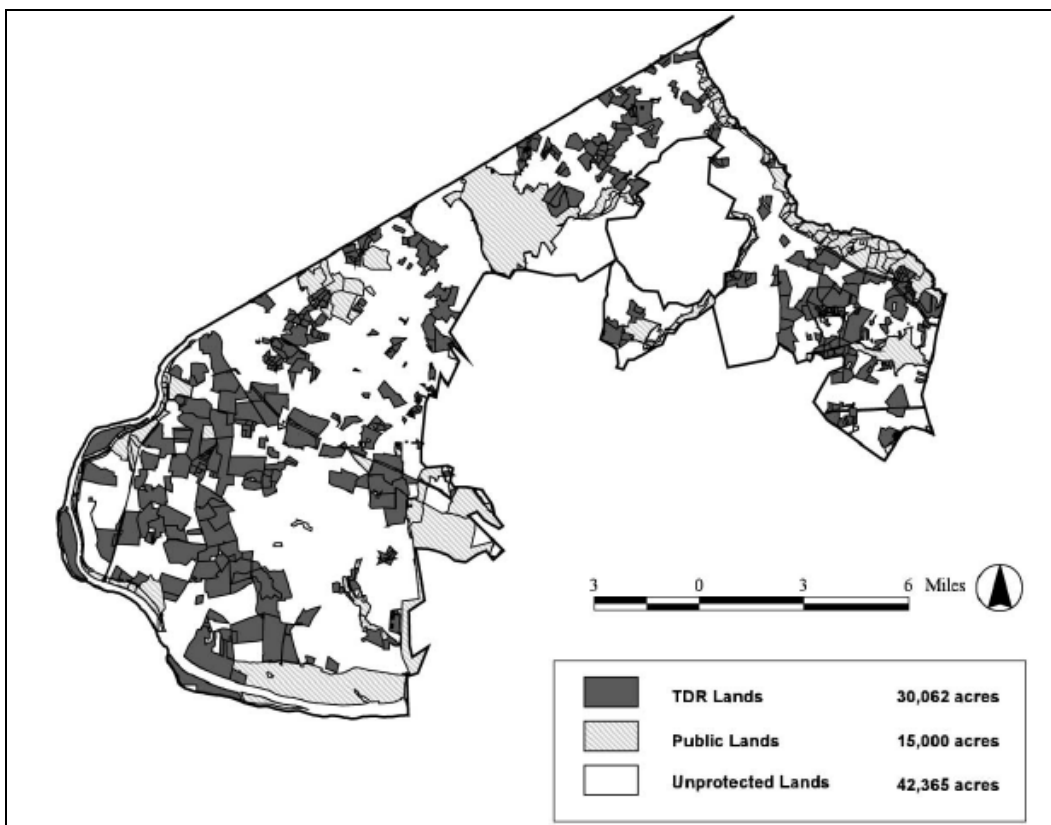 3 0 3 6 Miles
TDR Lands 30,062 acres
Public Lands 15,000 acres
Unprotected Lands 42,365 acres